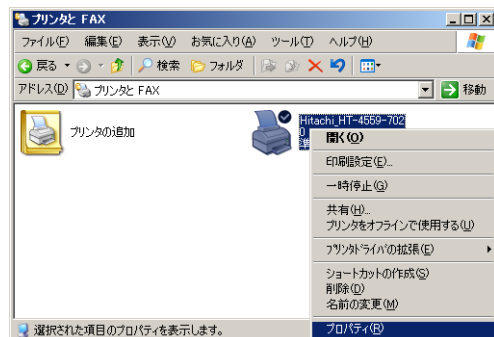 プリンタと FAX
ファイル(F) 編集(E) 表示(V) お気に入り(A) ツール(T) ヘルプ(H)
戻る 検索 フォルダ
アドレス(D) プリンタと FAX 移動
プリンタの追加
Hitachi_HT-4559-702
0
開く(O)
印刷設定(E)...
一時停止(G)
共有(H)...
プリンタをオフラインで使用する(U)
プリンタドライバの拡張(E)
ショートカットの作成(S)
削除(D)
名前の変更(M)
プロパティ(R)
選択された項目のプロパティを表示します。